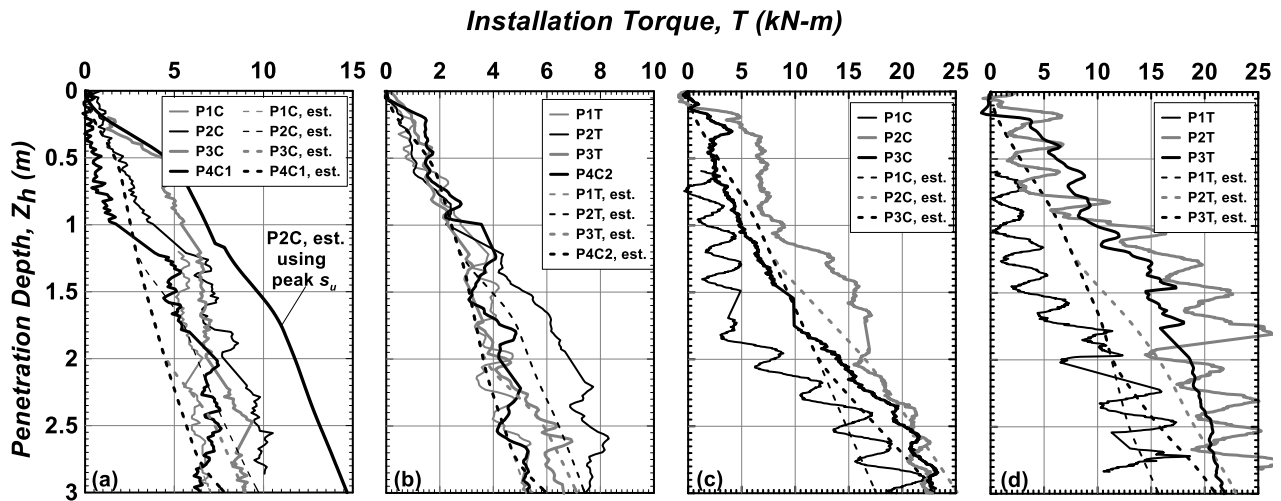 Installation Torque, T (kN-m)
0 5 10 15 0 2 4 6 8 10 0 5 10 15 20 25 0 5 10 15 20 25
Penetration Depth, Zh (m)
0
0.5
1
1.5
2
2.5
3
P1C P1C, est.
P2C P2C, est.
P3C P3C, est.
P4C1 P4C1, est.
P2C, est.
using
peak su
(a)
P1T
P2T
P3T
P4C2
P1T, est.
P2T, est.
P3T, est.
P4C2, est.
(b)
P1C
P2C
P3C
P1C, est.
P2C, est.
P3C, est.
(c)
P1T
P2T
P3T
P1T, est.
P2T, est.
P3T, est.
(d)